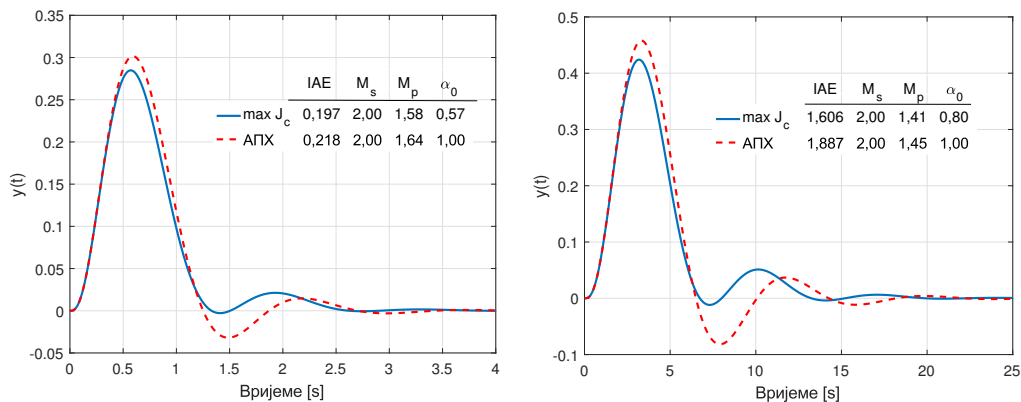 0.35
0.3
0.25
0.2
0.15
0.1
0.05
0
-0.05
y(t)
IAE M_s M_p α_0
max J_c 0,197 2,00 1,58 0,57
АПХ 0,218 2,00 1,64 1,00
0 0.5 1 1.5 2 2.5 3 3.5 4
Вријеме [s]
0.5
0.4
0.3
0.2
0.1
0
-0.1
y(t)
IAE M_s M_p α_0
max J_c 1,606 2,00 1,41 0,80
АПХ 1,887 2,00 1,45 1,00
0 5 10 15 20 25
Вријеме [s]